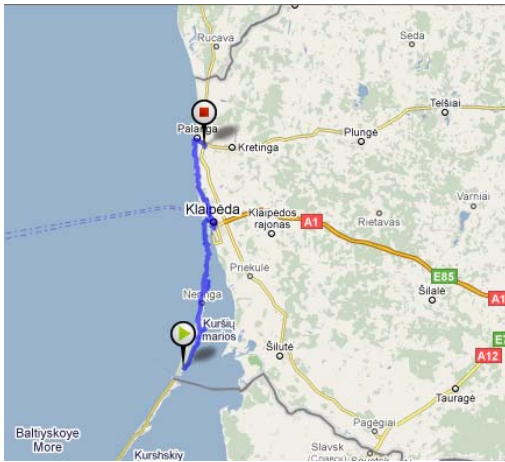 Rucava
Seda
Telšiai
Palanga
Plungė
Kretinga
Varniai
Klaipėda
Klaipėdos
rajonas
Rietavas
A1
E85
Priekulė
Šilalė
A1
Neringa
Kuršių
marios
Šilutė
A12
Tauragė
Pagėgiai
Baltiyskoye
More
Kurshskiy
Slavsk